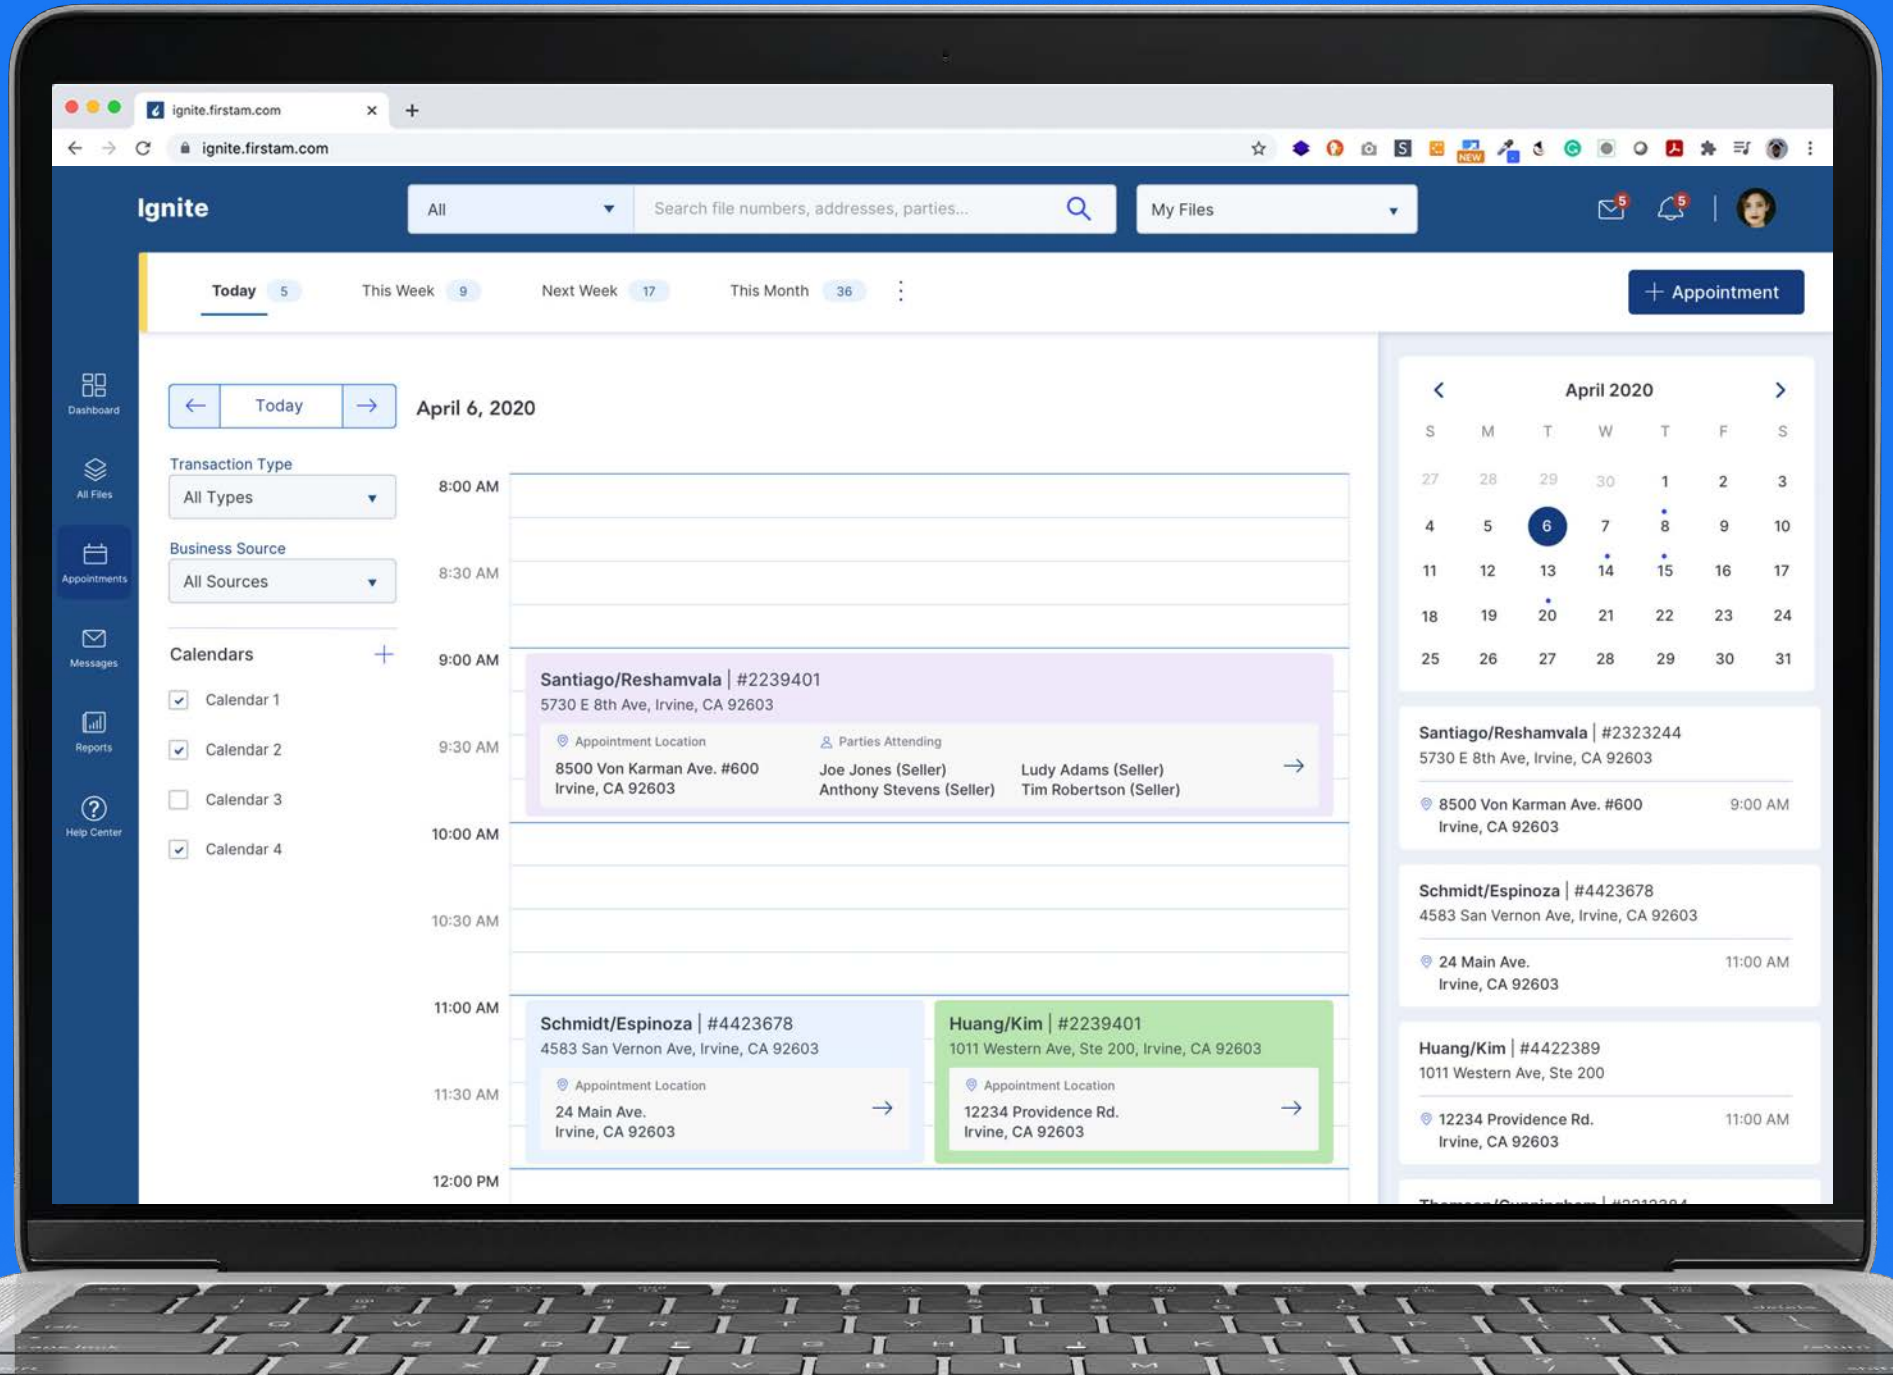 ignite.firstam.com
ignite.firstam.com
NEW
Ignite
All
Search file numbers, addresses, parties...
My Files
5
5
Today 5
This Week 9
Next Week 17
This Month 36
+ Appointment
Dashboard
All Files
Appointments
Messages
Reports
Help Center
Today
April 6, 2020
Transaction Type
All Types
Business Source
All Sources
Calendars
Calendar 1
Calendar 2
Calendar 3
Calendar 4
8:00 AM
8:30 AM
9:00 AM
Santiago/Reshamvala | #2239401
5730 E 8th Ave, Irvine, CA 92603
9:30 AM
Appointment Location
8500 Von Karman Ave. #600
Irvine, CA 92603
Parties Attending
Joe Jones (Seller)
Ludy Adams (Seller)
Anthony Stevens (Seller)
Tim Robertson (Seller)
10:00 AM
10:30 AM
11:00 AM
Schmidt/Espinoza | #4423678
4583 San Vernon Ave, Irvine, CA 92603
11:30 AM
Appointment Location
24 Main Ave.
Irvine, CA 92603
Huang/Kim | #2239401
1011 Western Ave, Ste 200, Irvine, CA 92603
Appointment Location
12234 Providence Rd.
Irvine, CA 92603
12:00 PM
April 2020
S M T W T F S
27 28 29 30 1 2 3
4 5 6 7 8 9 10
11 12 13 14 15 16 17
18 19 20 21 22 23 24
25 26 27 28 29 30 31
Santiago/Reshamvala | #2323244
5730 E 8th Ave, Irvine, CA 92603
8500 Von Karman Ave. #600 9:00 AM
Irvine, CA 92603
Schmidt/Espinoza | #4423678
4583 San Vernon Ave, Irvine, CA 92603
24 Main Ave. 11:00 AM
Irvine, CA 92603
Huang/Kim | #4422389
1011 Western Ave, Ste 200
12234 Providence Rd. 11:00 AM
Irvine, CA 92603